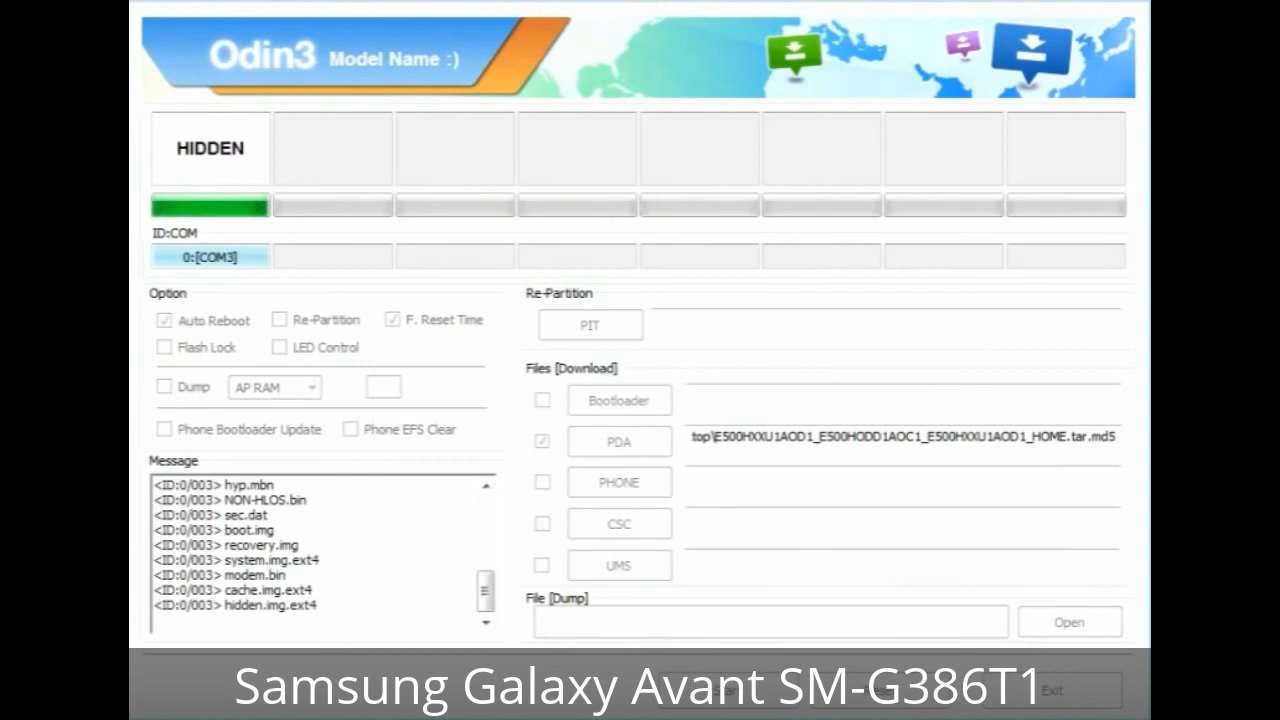 Odin3 Model Name :)
HIDDEN
ID:COM
0:[COM3]
Option
Auto Reboot Re-Partition F. Reset Time
Flash Lock LED Control
Dump AP RAM
Phone Bootloader Update Phone EFS Clear
Message
<ID:0/003> hyp.mbn
<ID:0/003> NON-HLOS.bin
<ID:0/003> sec.dat
<ID:0/003> boot.img
<ID:0/003> recovery.img
<ID:0/003> system.img.ext4
<ID:0/003> modem.bin
<ID:0/003> cache.img.ext4
<ID:0/003> hidden.img.ext4
Re-Partition
PIT
Files [Download]
Bootloader
PDA top\E500HXXU1AOD1_E500HODD1AOC1_E500HXXU1AOD1_HOME.tar.md5
PHONE
CSC
UMS
File [Dump]
Open
Exit
Samsung Galaxy Avant SM-G386T1